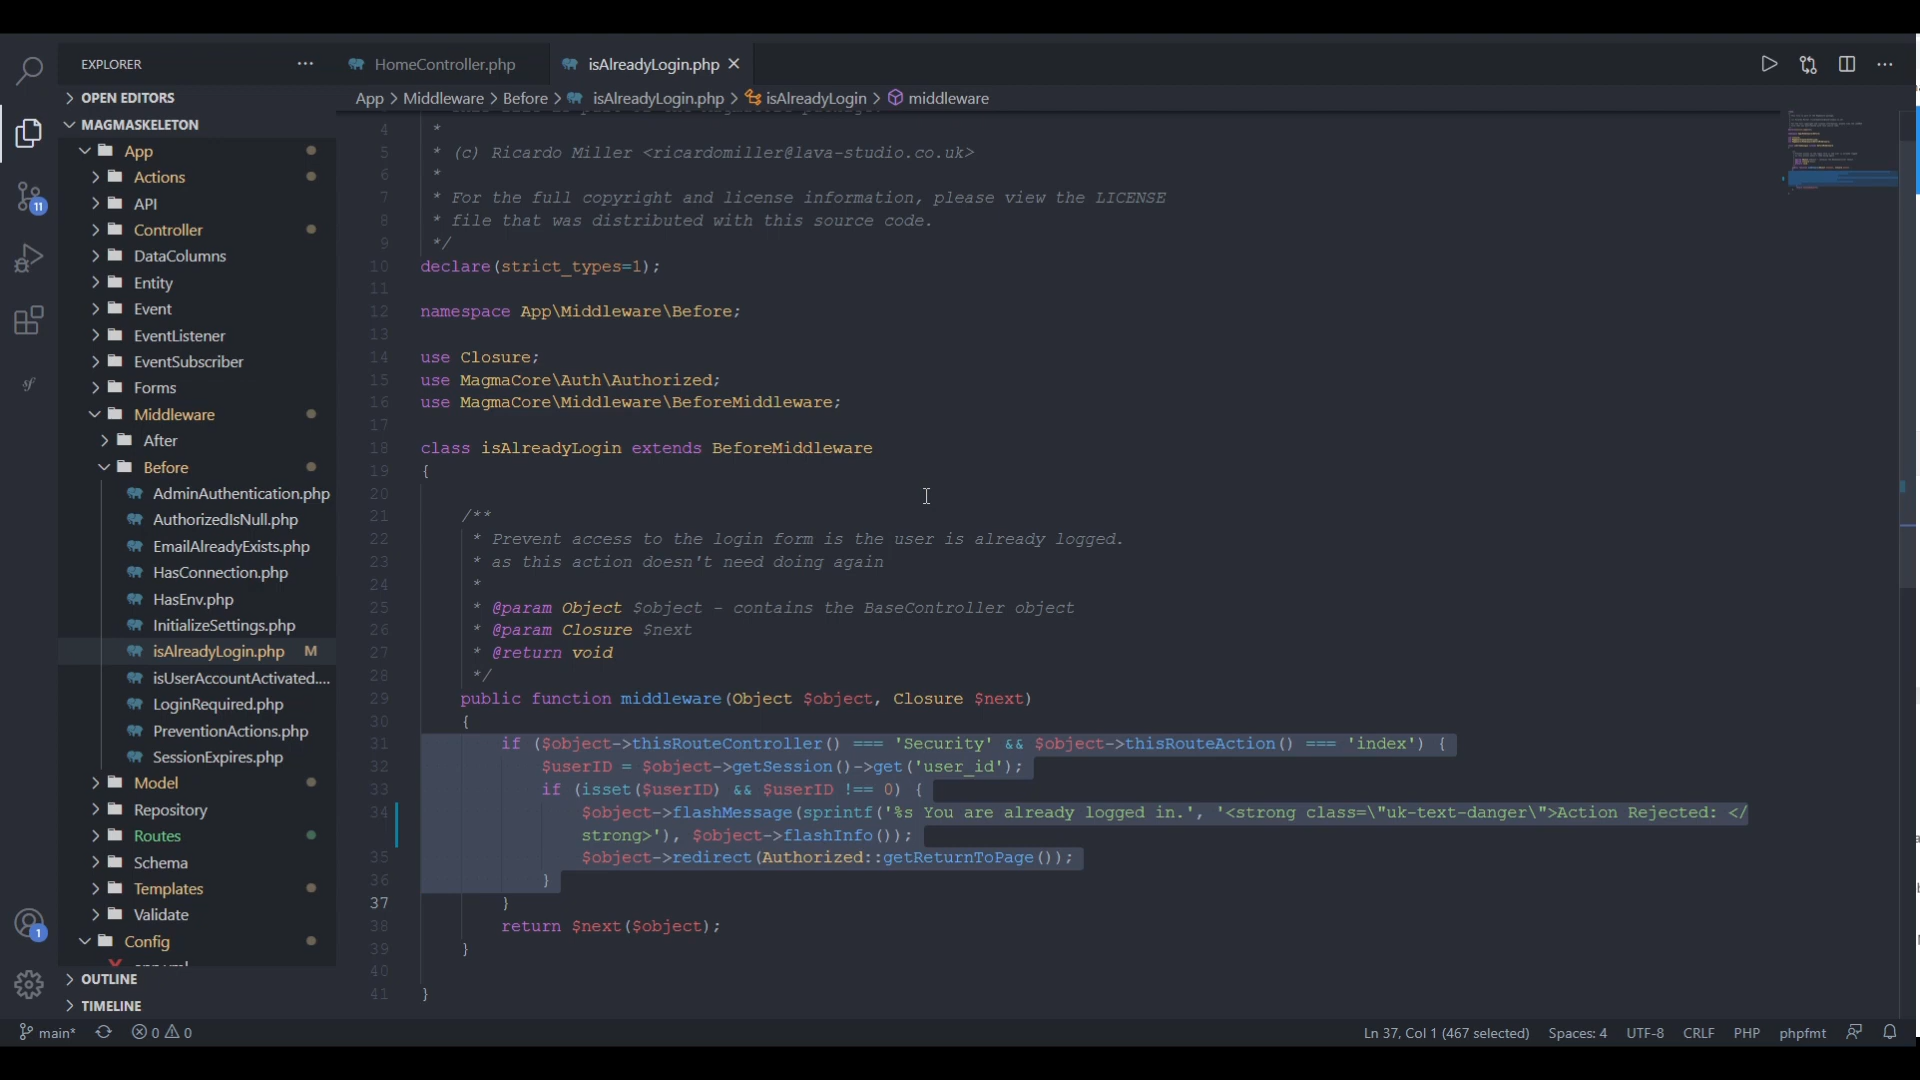 EXPLORER
HomeController.php
isAlreadyLogin.php
OPEN EDITORS
App > Middleware > Before > isAlreadyLogin.php > isAlreadyLogin > middleware
MAGMASKELETON
App
Actions
API
Controller
DataColumns
Entity
Event
EventListener
EventSubscriber
Forms
Middleware
After
Before
AdminAuthentication.php
AuthorizedIsNull.php
EmailAlreadyExists.php
HasConnection.php
HasEnv.php
InitializeSettings.php
isAlreadyLogin.php M
isUserAccountActivated....
LoginRequired.php
PreventionActions.php
SessionExpires.php
Model
Repository
Routes
Schema
Templates
Validate
Config
OUTLINE
TIMELINE
11
sf
1
4 *
5 * (c) Ricardo Miller <ricardomiller@lava-studio.co.uk>
6 *
7 * For the full copyright and license information, please view the LICENSE
8 * file that was distributed with this source code.
9 */
10 declare(strict_types=1);
11
12 namespace App\Middleware\Before;
13
14 use Closure;
15 use MagmaCore\Auth\Authorized;
16 use MagmaCore\Middleware\BeforeMiddleware;
17
18 class isAlreadyLogin extends BeforeMiddleware
19 {
20
21 /**
22 * Prevent access to the login form is the user is already logged.
23 * as this action doesn't need doing again
24 *
25 * @param Object $object - contains the BaseController object
26 * @param Closure $next
27 * @return void
28 */
29 public function middleware(Object $object, Closure $next)
30 {
31 if ($object->thisRouteController() === 'Security' && $object->thisRouteAction() === 'index') {
32 $userID = $object->getSession()->get('user_id');
33 if (isset($userID) && $userID !== 0) {
34 $object->flashMessage(sprintf('%s You are already logged in.', '<strong class=\"uk-text-danger\">Action Rejected: </
strong>'), $object->flashInfo());
35 $object->redirect(Authorized::getReturnToPage());
36 }
37 }
38 return $next($object);
39 }
40
41 }
main* 0 0
Ln 37, Col 1 (467 selected) Spaces: 4 UTF-8 CRLF PHP phpfmt